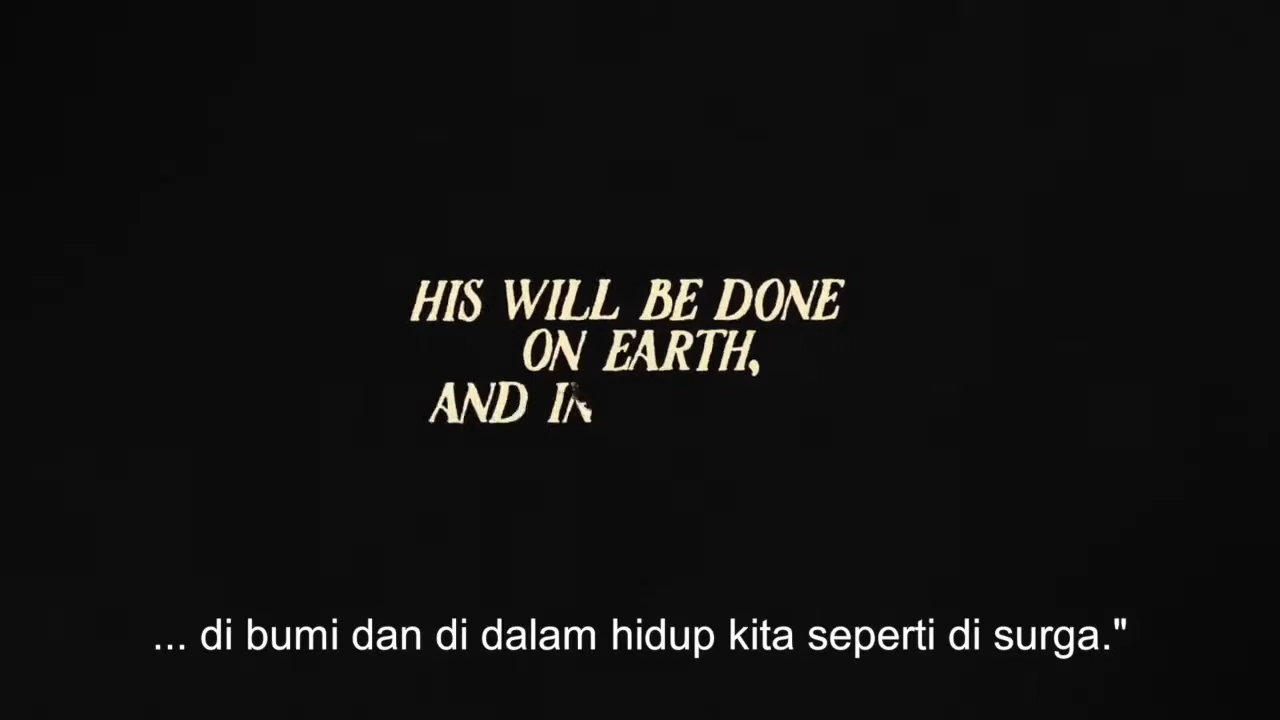 HIS WILL BE DONE
ON EARTH,
AND IN
... di bumi dan di dalam hidup kita seperti di surga."